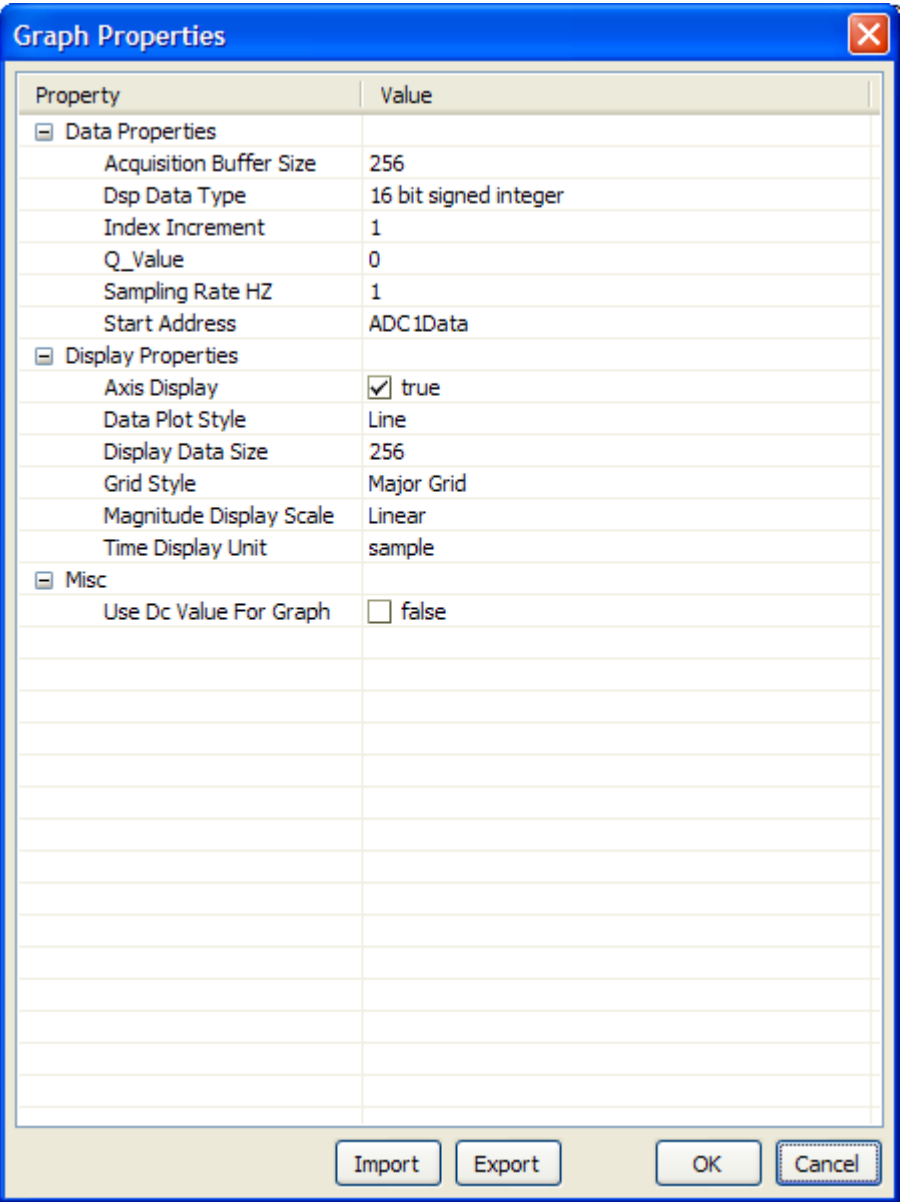 Graph Properties
Property Value
Data Properties
Acquisition Buffer Size 256
Dsp Data Type 16 bit signed integer
Index Increment 1
Q_Value 0
Sampling Rate HZ 1
Start Address ADC1Data
Display Properties
Axis Display true
Data Plot Style Line
Display Data Size 256
Grid Style Major Grid
Magnitude Display Scale Linear
Time Display Unit sample
Misc
Use Dc Value For Graph false
Import Export OK Cancel